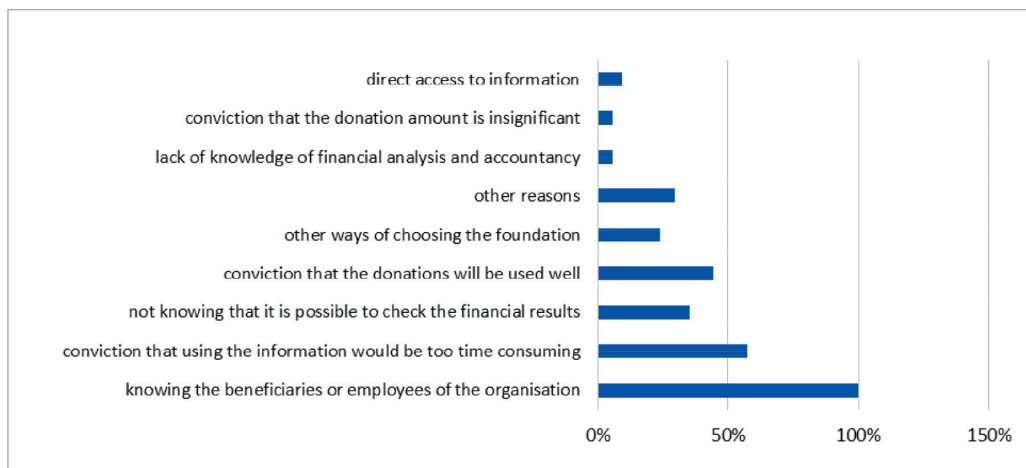 direct access to information
conviction that the donation amount is insignificant
lack of knowledge of financial analysis and accountancy
other reasons
other ways of choosing the foundation
conviction that the donations will be used well
not knowing that it is possible to check the financial results
conviction that using the information would be too time consuming
knowing the beneficiaries or employees of the organisation
0% 50% 100% 150%